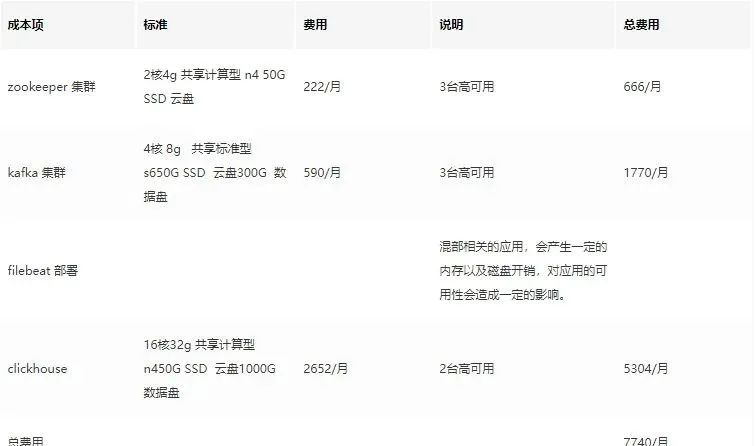 成本项 标准 费用 说明 总费用
zookeeper 集群 2核4g 共享计算型 n4 50G SSD 云盘 222/月 3台高可用 666/月
kafka 集群 4核 8g 共享标准型 s650G SSD 云盘300G 数据盘 590/月 3台高可用 1770/月
filebeat 部署 混部相关的应用，会产生一定的内存以及磁盘开销，对应用的可用性会造成一定的影响。
clickhouse 16核32g 共享计算型 n450G SSD 云盘1000G 数据盘 2652/月 2台高可用 5304/月
总费用 7740/月